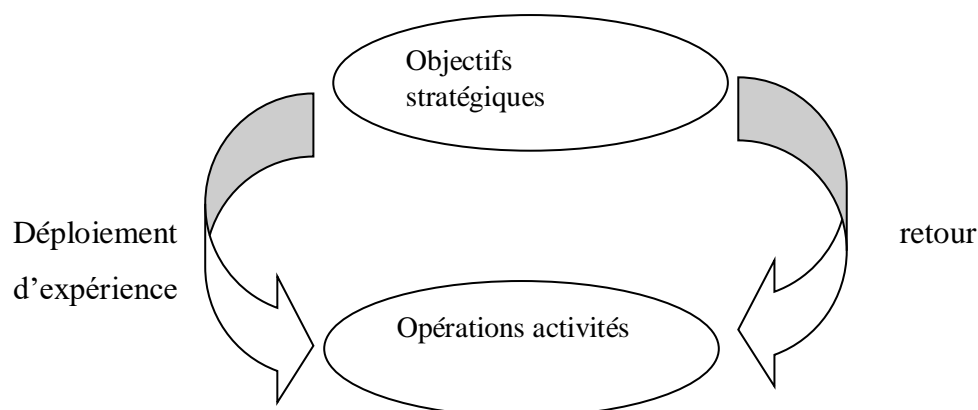 Objectifs
stratégiques
Déploiement retour
d’expérience
Opérations activités